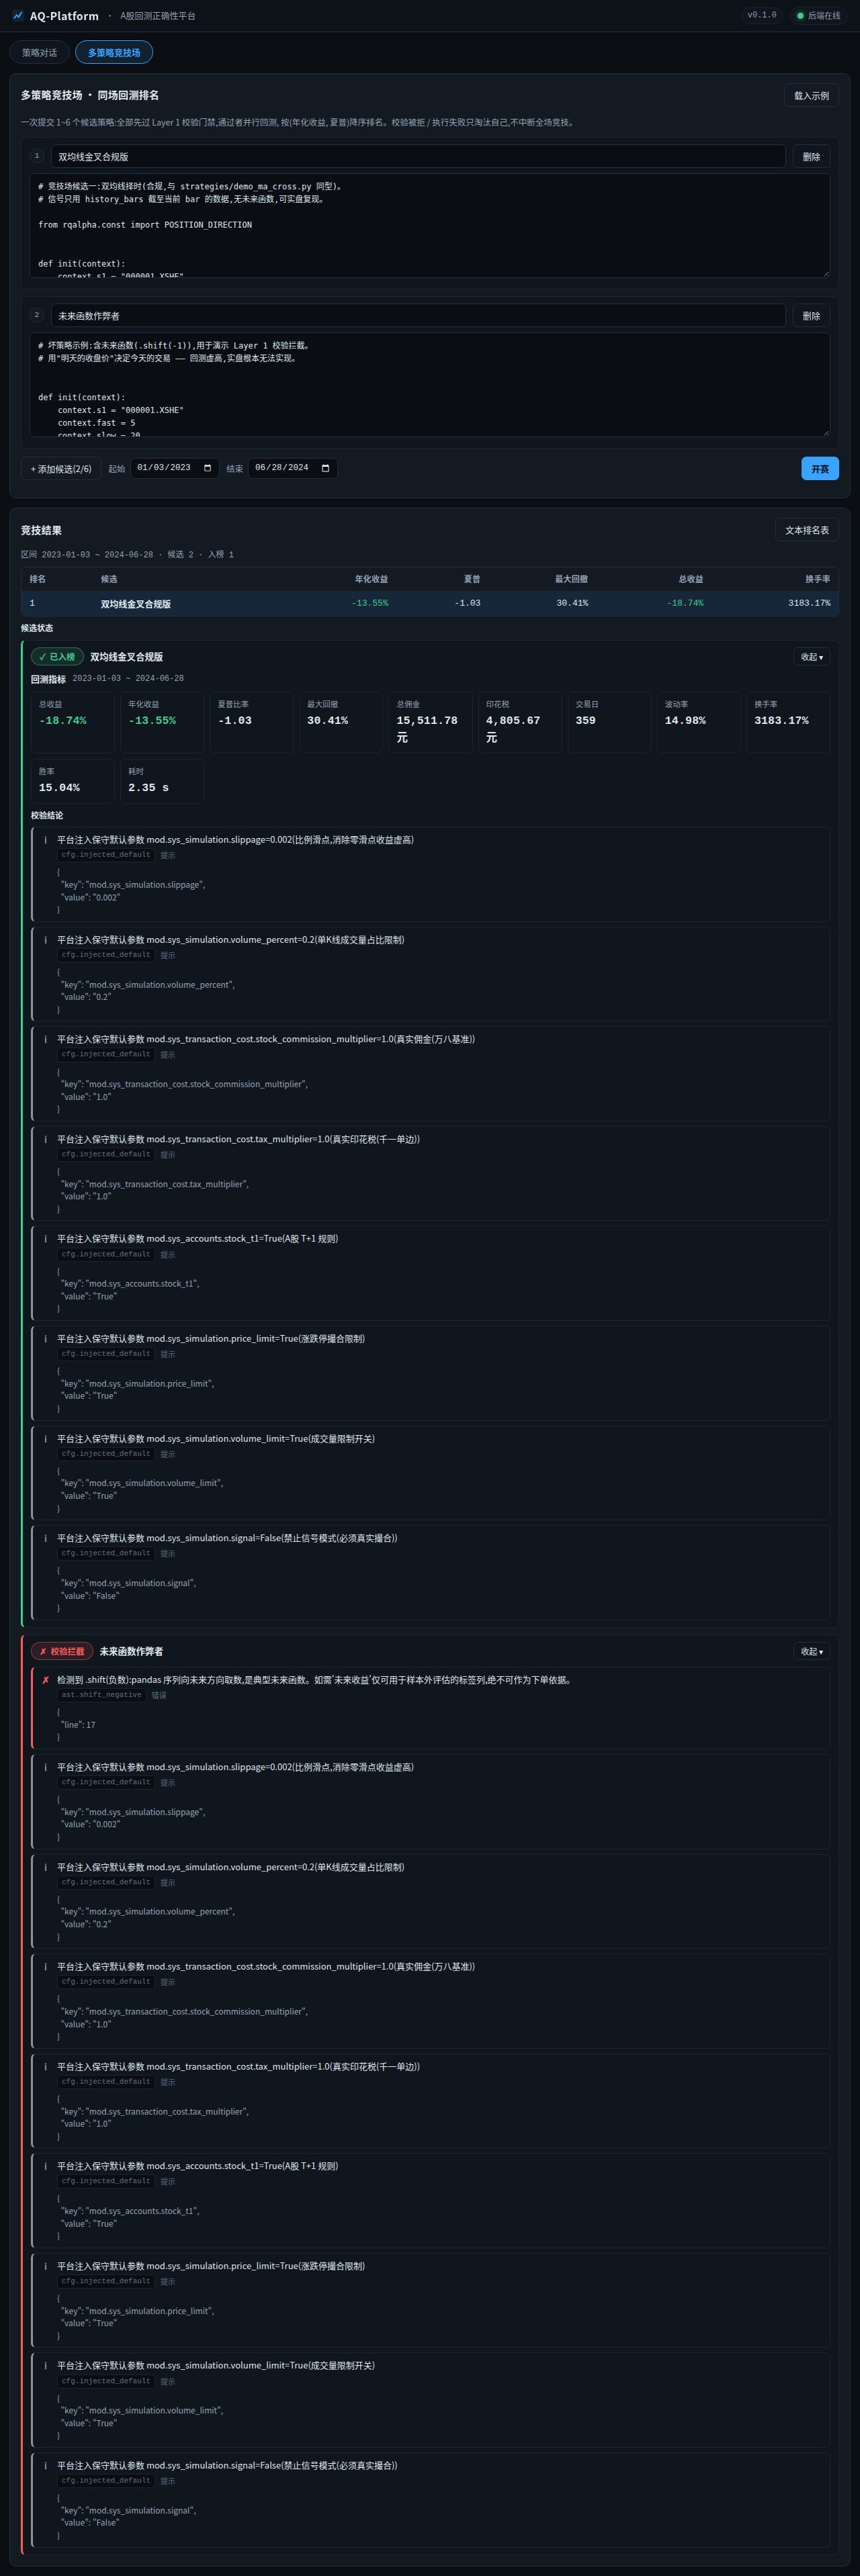 AQ-Platform · A股回测正确性平台
v0.1.0
后端在线
策略对话
多策略竞技场
多策略竞技场 · 同场回测排名
载入示例
一次提交 1~6 个候选策略:全部先过 Layer 1 校验门禁,通过者并行回测, 按(年化收益, 夏普)降序排名。校验被拒 / 执行失败只淘汰自己,不中断全场竞技。
1
双均线金叉合规版
删除
# 竞技场候选一:双均线择时(合规,与 strategies/demo_ma_cross.py 同型)。
# 信号只用 history_bars 截至当前 bar 的数据,无未来函数,可实盘复现。
from rqalpha.const import POSITION_DIRECTION
def init(context):
context.s1 = "000001.XSHE"
2
未来函数作弊者
删除
# 坏策略示例:含未来函数(.shift(-1)),用于演示 Layer 1 校验拦截。
# 用"明天的收盘价"决定今天的交易 —— 回测虚高,实盘根本无法实现。
def init(context):
context.s1 = "000001.XSHE"
context.fast = 5
context.slow = 20
+ 添加候选(2/6)
起始 01/03/2023
结束 06/28/2024
开赛
竞技结果
文本排名表
区间 2023-01-03 ~ 2024-06-28 · 候选 2 · 入榜 1
排名 候选 年化收益 夏普 最大回撤 总收益 换手率
1 双均线金叉合规版 -13.55% -1.03 30.41% -18.74% 3183.17%
候选状态
✓ 已入榜 双均线金叉合规版
收起 ▾
回测指标 2023-01-03 ~ 2024-06-28
总收益
-18.74%
年化收益
-13.55%
夏普比率
-1.03
最大回撤
30.41%
总佣金
15,511.78
元
印花税
4,805.67
元
交易日
359
波动率
14.98%
换手率
3183.17%
胜率
15.04%
耗时
2.35 s
校验结论
i 平台注入保守默认参数 mod.sys_simulation.slippage=0.002(比例滑点,消除零滑点收益虚高)
cfg.injected_default 提示
{
"key": "mod.sys_simulation.slippage",
"value": "0.002"
}
i 平台注入保守默认参数 mod.sys_simulation.volume_percent=0.2(单K线成交量占比限制)
cfg.injected_default 提示
{
"key": "mod.sys_simulation.volume_percent",
"value": "0.2"
}
i 平台注入保守默认参数 mod.sys_transaction_cost.stock_commission_multiplier=1.0(真实佣金(万八基准))
cfg.injected_default 提示
{
"key": "mod.sys_transaction_cost.stock_commission_multiplier",
"value": "1.0"
}
i 平台注入保守默认参数 mod.sys_transaction_cost.tax_multiplier=1.0(真实印花税(千一单边))
cfg.injected_default 提示
{
"key": "mod.sys_transaction_cost.tax_multiplier",
"value": "1.0"
}
i 平台注入保守默认参数 mod.sys_accounts.stock_t1=True(A股 T+1 规则)
cfg.injected_default 提示
{
"key": "mod.sys_accounts.stock_t1",
"value": "True"
}
i 平台注入保守默认参数 mod.sys_simulation.price_limit=True(涨跌停撮合限制)
cfg.injected_default 提示
{
"key": "mod.sys_simulation.price_limit",
"value": "True"
}
i 平台注入保守默认参数 mod.sys_simulation.volume_limit=True(成交量限制开关)
cfg.injected_default 提示
{
"key": "mod.sys_simulation.volume_limit",
"value": "True"
}
i 平台注入保守默认参数 mod.sys_simulation.signal=False(禁止信号模式(必须真实撮合))
cfg.injected_default 提示
{
"key": "mod.sys_simulation.signal",
"value": "False"
}
✗ 校验拦截 未来函数作弊者
收起 ▾
✗ 检测到 .shift(负数):pandas 序列向未来方向取数,是典型未来函数。如需'未来收益'仅可用于样本外评估的标签列,绝不可作为下单依据。
ast.shift_negative 错误
{
"line": 17
}
i 平台注入保守默认参数 mod.sys_simulation.slippage=0.002(比例滑点,消除零滑点收益虚高)
cfg.injected_default 提示
{
"key": "mod.sys_simulation.slippage",
"value": "0.002"
}
i 平台注入保守默认参数 mod.sys_simulation.volume_percent=0.2(单K线成交量占比限制)
cfg.injected_default 提示
{
"key": "mod.sys_simulation.volume_percent",
"value": "0.2"
}
i 平台注入保守默认参数 mod.sys_transaction_cost.stock_commission_multiplier=1.0(真实佣金(万八基准))
cfg.injected_default 提示
{
"key": "mod.sys_transaction_cost.stock_commission_multiplier",
"value": "1.0"
}
i 平台注入保守默认参数 mod.sys_transaction_cost.tax_multiplier=1.0(真实印花税(千一单边))
cfg.injected_default 提示
{
"key": "mod.sys_transaction_cost.tax_multiplier",
"value": "1.0"
}
i 平台注入保守默认参数 mod.sys_accounts.stock_t1=True(A股 T+1 规则)
cfg.injected_default 提示
{
"key": "mod.sys_accounts.stock_t1",
"value": "True"
}
i 平台注入保守默认参数 mod.sys_simulation.price_limit=True(涨跌停撮合限制)
cfg.injected_default 提示
{
"key": "mod.sys_simulation.price_limit",
"value": "True"
}
i 平台注入保守默认参数 mod.sys_simulation.volume_limit=True(成交量限制开关)
cfg.injected_default 提示
{
"key": "mod.sys_simulation.volume_limit",
"value": "True"
}
i 平台注入保守默认参数 mod.sys_simulation.signal=False(禁止信号模式(必须真实撮合))
cfg.injected_default 提示
{
"key": "mod.sys_simulation.signal",
"value": "False"
}